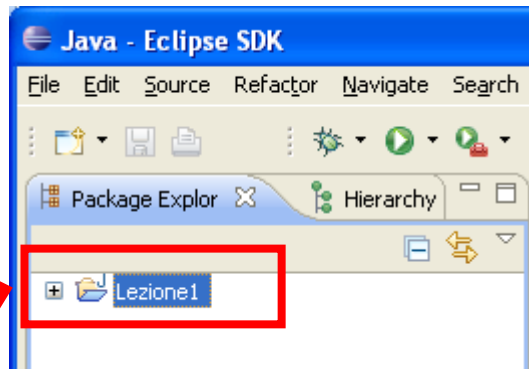 Java - Eclipse SDK
File Edit Source Refactor Navigate Search
Package Explor Hierarchy
Lezione1